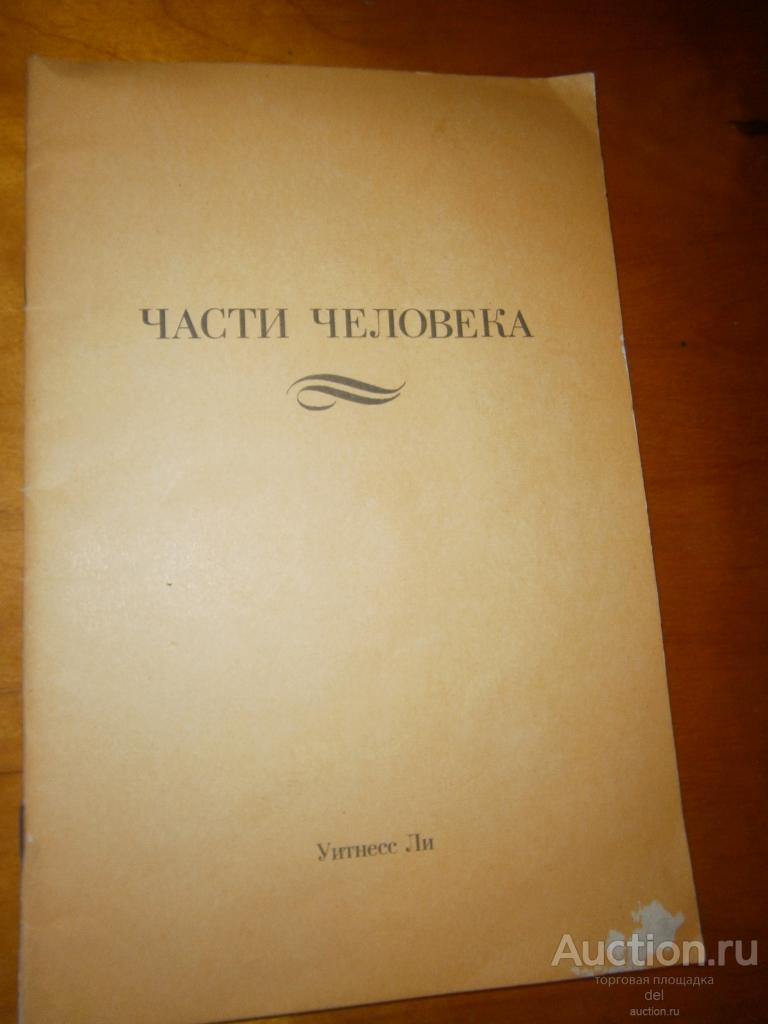 ЧАСТИ ЧЕЛОВЕКА
Уитнесс Ли
Auction.ru
торговая площадка
del
auction.ru